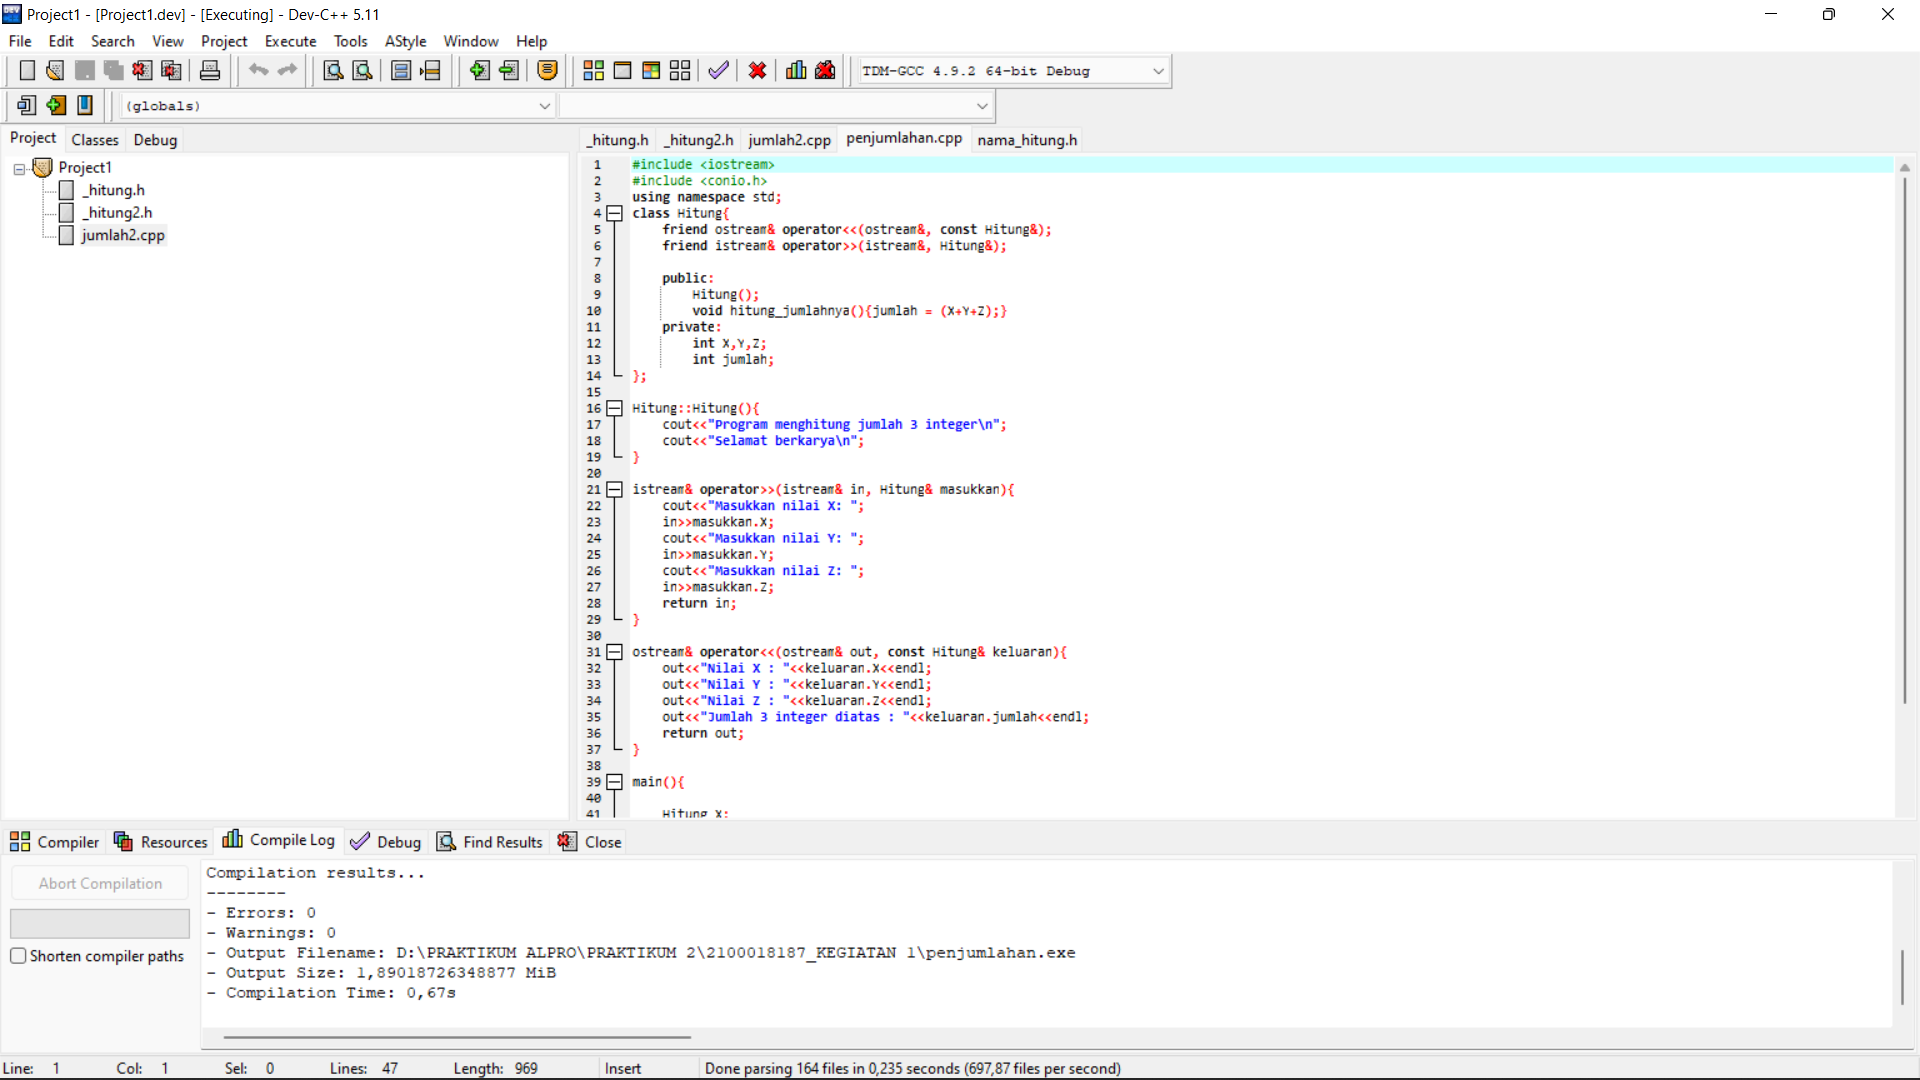 Project1 - [Project1.dev] - [Executing] - Dev-C++ 5.11
File Edit Search View Project Execute Tools AStyle Window Help
TDM-GCC 4.9.2 64-bit Debug
(globals)
Project Classes Debug
_hitung.h _hitung2.h jumlah2.cpp penjumlahan.cpp nama_hitung.h
Project1
_hitung.h
_hitung2.h
jumlah2.cpp
1 #include <iostream>
2 #include <conio.h>
3 using namespace std;
4 class Hitung{
5 friend ostream& operator<<(ostream&, const Hitung&);
6 friend istream& operator>>(istream&, Hitung&);
7
8 public:
9 Hitung();
10 void hitung_jumlahnya(){jumlah = (X+Y+Z);}
11 private:
12 int X,Y,Z;
13 int jumlah;
14 };
15
16 Hitung::Hitung(){
17 cout<<"Program menghitung jumlah 3 integer\n";
18 cout<<"Selamat berkarya\n";
19 }
20
21 istream& operator>>(istream& in, Hitung& masukkan){
22 cout<<"Masukkan nilai X: ";
23 in>>masukkan.X;
24 cout<<"Masukkan nilai Y: ";
25 in>>masukkan.Y;
26 cout<<"Masukkan nilai Z: ";
27 in>>masukkan.Z;
28 return in;
29 }
30
31 ostream& operator<<(ostream& out, const Hitung& keluaran){
32 out<<"Nilai X : "<<keluaran.X<<endl;
33 out<<"Nilai Y : "<<keluaran.Y<<endl;
34 out<<"Nilai Z : "<<keluaran.Z<<endl;
35 out<<"Jumlah 3 integer diatas : "<<keluaran.jumlah<<endl;
36 return out;
37 }
38
39 main(){
40
41 Hitung X;
Compiler Resources Compile Log Debug Find Results Close
Abort Compilation
Shorten compiler paths
Compilation results...
--------
- Errors: 0
- Warnings: 0
- Output Filename: D:\PRAKTIKUM ALPRO\PRAKTIKUM 2\2100018187_KEGIATAN 1\penjumlahan.exe
- Output Size: 1,89018726348877 MiB
- Compilation Time: 0,67s
Line: 1 Col: 1 Sel: 0 Lines: 47 Length: 969 Insert Done parsing 164 files in 0,235 seconds (697,87 files per second)